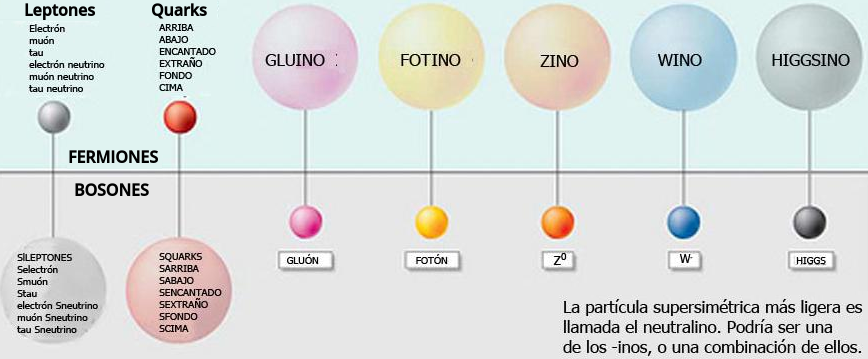 Leptones
Electrón
muón
tau
electrón neutrino
muón neutrino
tau neutrino
Quarks
ARRIBA
ABAJO
ENCANTADO
EXTRAÑO
FONDO
CIMA
GLUINO
FOTINO
ZINO
WINO
HIGGSINO
FERMIONES
BOSONES
SlLEPTONES
Selectrón
Smuón
Stau
electrón Sneutrino
muón Sneutrino
tau Sneutrino
SQUARKS
SARRIBA
SABAJO
SENCANTADO
SEXTRAÑO
SFONDO
SCIMA
GLUÓN
FOTÓN
Z⁰
W⁻
HIGGS
La partícula supersimétrica más ligera es
llamada el neutralino. Podría ser una
de los -inos, o una combinación de ellos.